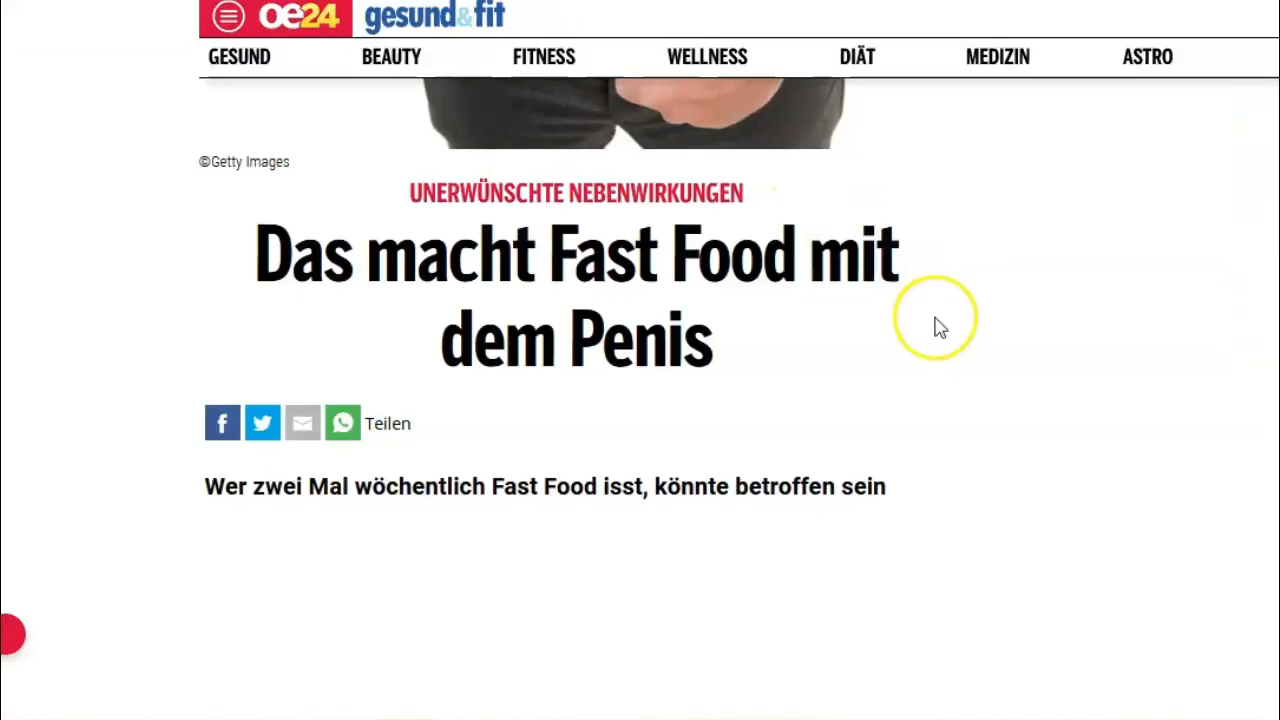 oe24 gesund&fit
GESUND BEAUTY FITNESS WELLNESS DIÄT MEDIZIN ASTRO
©Getty Images
UNERWÜNSCHTE NEBENWIRKUNGEN
Das macht Fast Food mit
dem Penis
f Teilen
Wer zwei Mal wöchentlich Fast Food isst, könnte betroffen sein